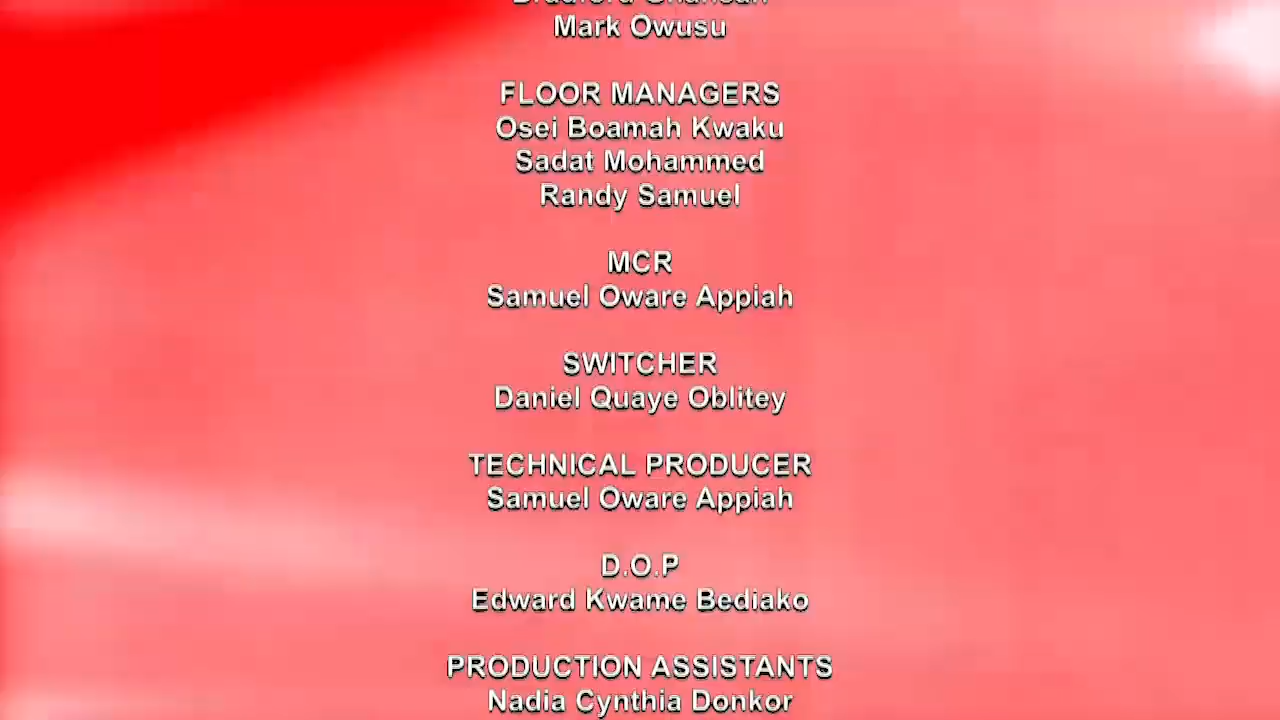 Mark Owusu
FLOOR MANAGERS
Osei Boamah Kwaku
Sadat Mohammed
Randy Samuel
MCR
Samuel Oware Appiah
SWITCHER
Daniel Quaye Oblitey
TECHNICAL PRODUCER
Samuel Oware Appiah
D.O.P
Edward Kwame Bediako
PRODUCTION ASSISTANTS
Nadia Cynthia Donkor